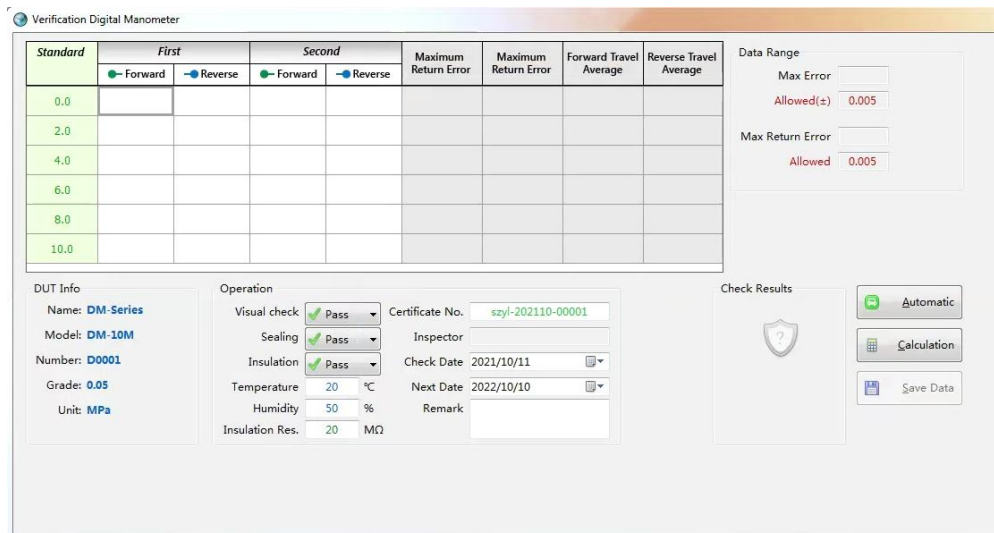 Verification Digital Manometer
Standard First Second Maximum Return Error Maximum Return Error Forward Travel Average Reverse Travel Average
Forward Reverse Forward Reverse
0.0
2.0
4.0
6.0
8.0
10.0
Data Range
Max Error
Allowed(±) 0.005
Max Return Error
Allowed 0.005
DUT Info
Name: DM-Series
Model: DM-10M
Number: D0001
Grade: 0.05
Unit: MPa
Operation
Visual check Pass Certificate No. szyl-202110-00001
Sealing Pass Inspector
Insulation Pass Check Date 2021/10/11
Temperature 20 ℃ Next Date 2022/10/10
Humidity 50 % Remark
Insulation Res. 20 MΩ
Check Results
?
Automatic
Calculation
Save Data